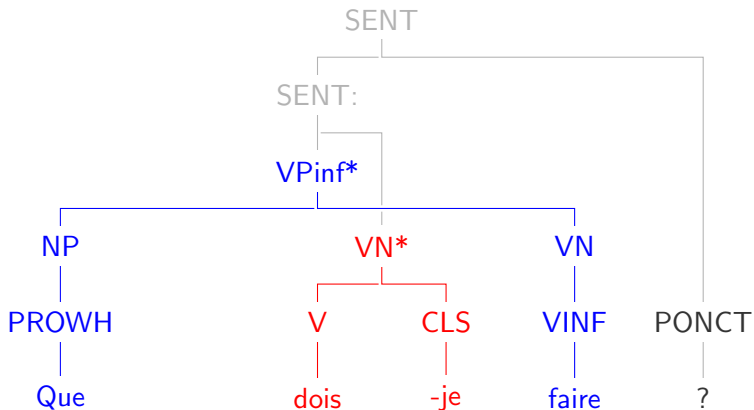 SENT
SENT:
VPinf*
NP VN* VN
PROWH V CLS VINF PONCT
Que dois -je faire ?